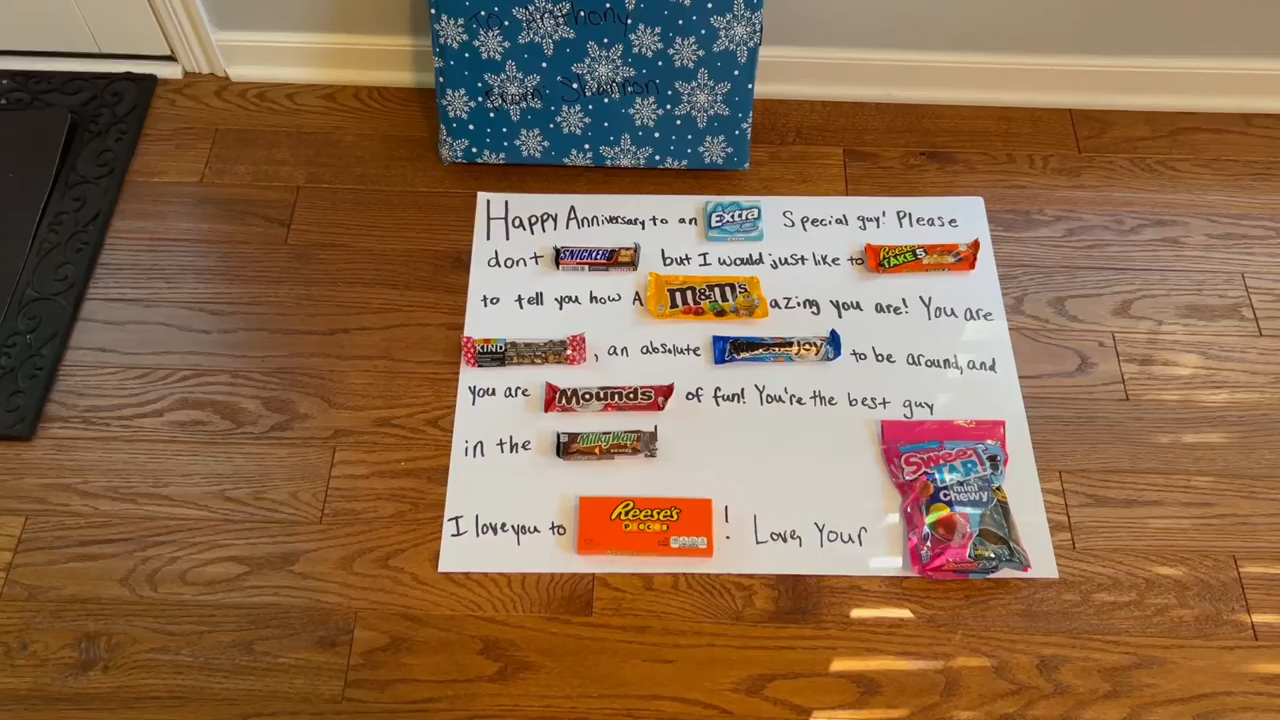 To Anthony
From: Shannon
Happy Anniversary to an Extra Special guy! Please
dont SNICKERS but I would just like to Reese's TAKE 5
to tell you how A m&m's azing you are! You are
KIND , an absolute Almond Joy to be around, and
you are Mounds of fun! You're the best guy
in the MilkyWay
I love you to Reese's PIECES ! Love, Your SweeTARTS mini Chewy